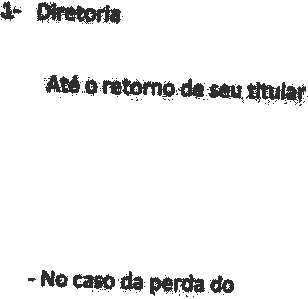 1- Diretoria
Até o retorno de seu titular
- No caso da perda do